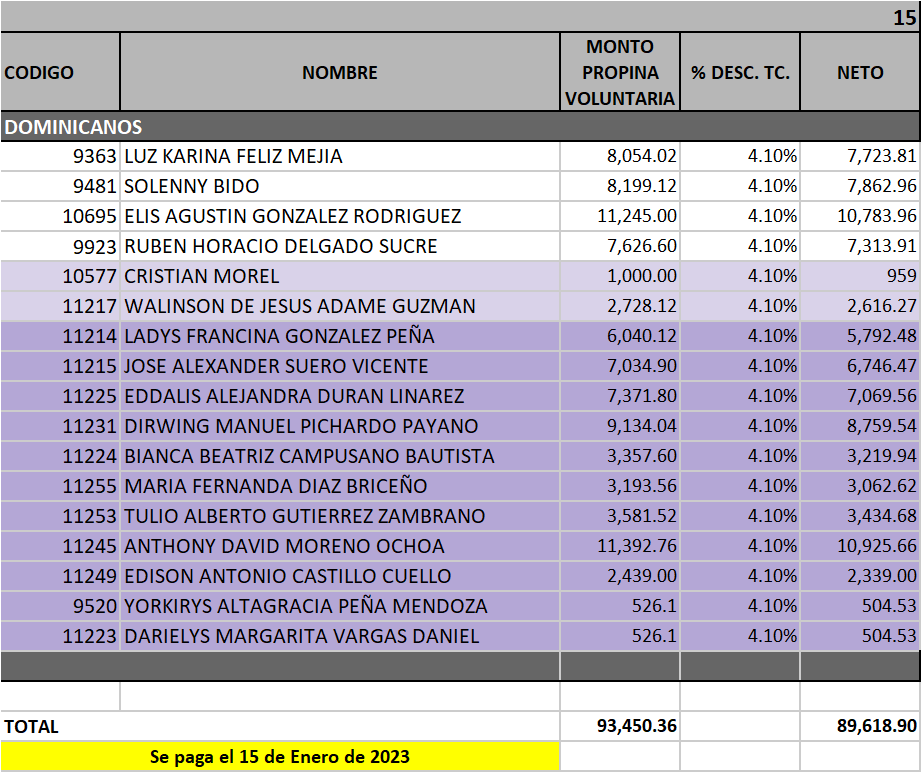 15
CODIGO NOMBRE MONTO PROPINA VOLUNTARIA % DESC. TC. NETO
DOMINICANOS
9363 LUZ KARINA FELIZ MEJIA 8,054.02 4.10% 7,723.81
9481 SOLENNY BIDO 8,199.12 4.10% 7,862.96
10695 ELIS AGUSTIN GONZALEZ RODRIGUEZ 11,245.00 4.10% 10,783.96
9923 RUBEN HORACIO DELGADO SUCRE 7,626.60 4.10% 7,313.91
10577 CRISTIAN MOREL 1,000.00 4.10% 959
11217 WALINSON DE JESUS ADAME GUZMAN 2,728.12 4.10% 2,616.27
11214 LADYS FRANCINA GONZALEZ PEÑA 6,040.12 4.10% 5,792.48
11215 JOSE ALEXANDER SUERO VICENTE 7,034.90 4.10% 6,746.47
11225 EDDALIS ALEJANDRA DURAN LINAREZ 7,371.80 4.10% 7,069.56
11231 DIRWING MANUEL PICHARDO PAYANO 9,134.04 4.10% 8,759.54
11224 BIANCA BEATRIZ CAMPUSANO BAUTISTA 3,357.60 4.10% 3,219.94
11255 MARIA FERNANDA DIAZ BRICEÑO 3,193.56 4.10% 3,062.62
11253 TULIO ALBERTO GUTIERREZ ZAMBRANO 3,581.52 4.10% 3,434.68
11245 ANTHONY DAVID MORENO OCHOA 11,392.76 4.10% 10,925.66
11249 EDISON ANTONIO CASTILLO CUELLO 2,439.00 4.10% 2,339.00
9520 YORKIRYS ALTAGRACIA PEÑA MENDOZA 526.1 4.10% 504.53
11223 DARIELYS MARGARITA VARGAS DANIEL 526.1 4.10% 504.53
TOTAL 93,450.36 89,618.90
Se paga el 15 de Enero de 2023